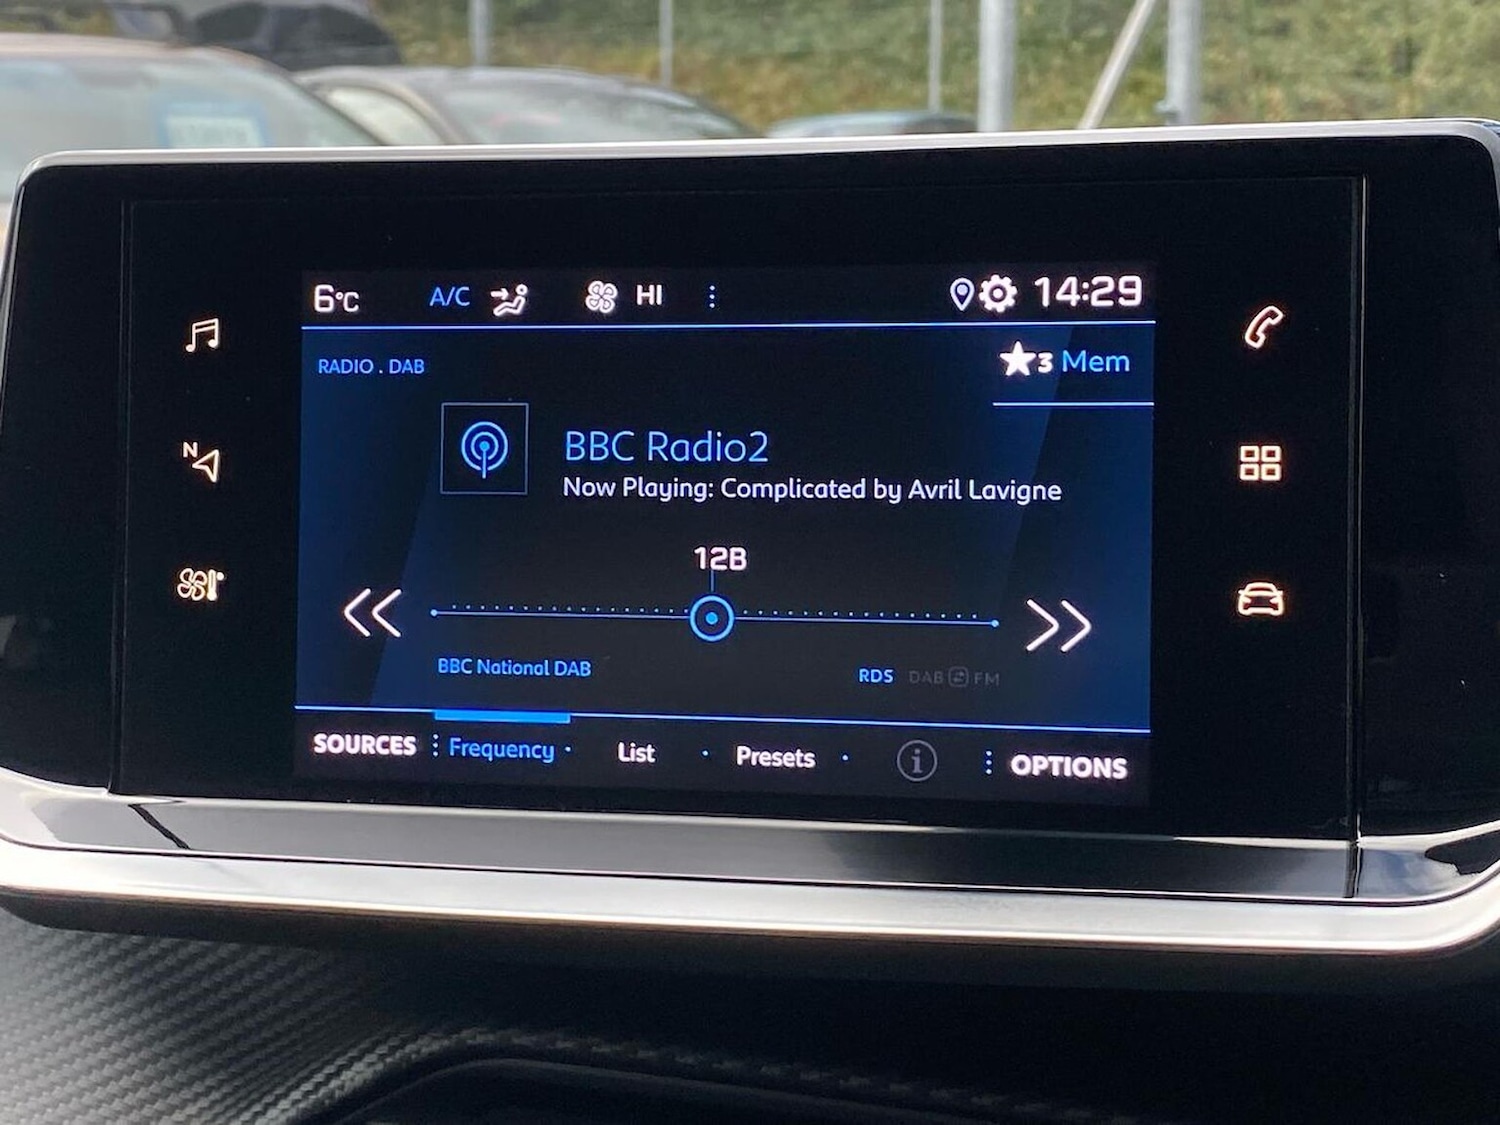 6°C A/C HI 14:29
RADIO . DAB
3 Mem
BBC Radio2
Now Playing: Complicated by Avril Lavigne
12B
BBC National DAB
RDS DAB FM
SOURCES Frequency List Presets i OPTIONS
N